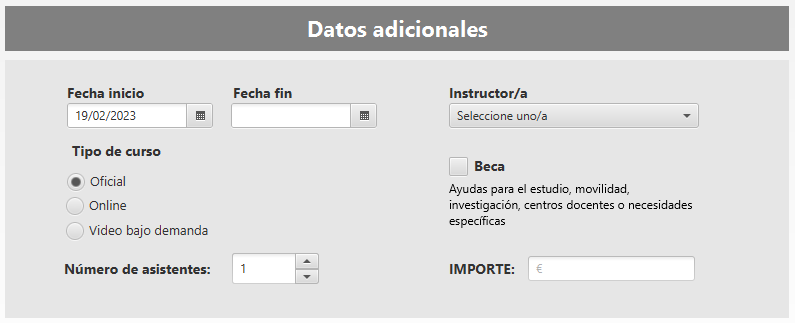 Datos adicionales
Fecha inicio
Fecha fin
Instructor/a
19/02/2023
Seleccione uno/a
Tipo de curso
Oficial
Online
Video bajo demanda
Beca
Ayudas para el estudio, movilidad,
investigación, centros docentes o necesidades
específicas
Número de asistentes:
1
IMPORTE:
€